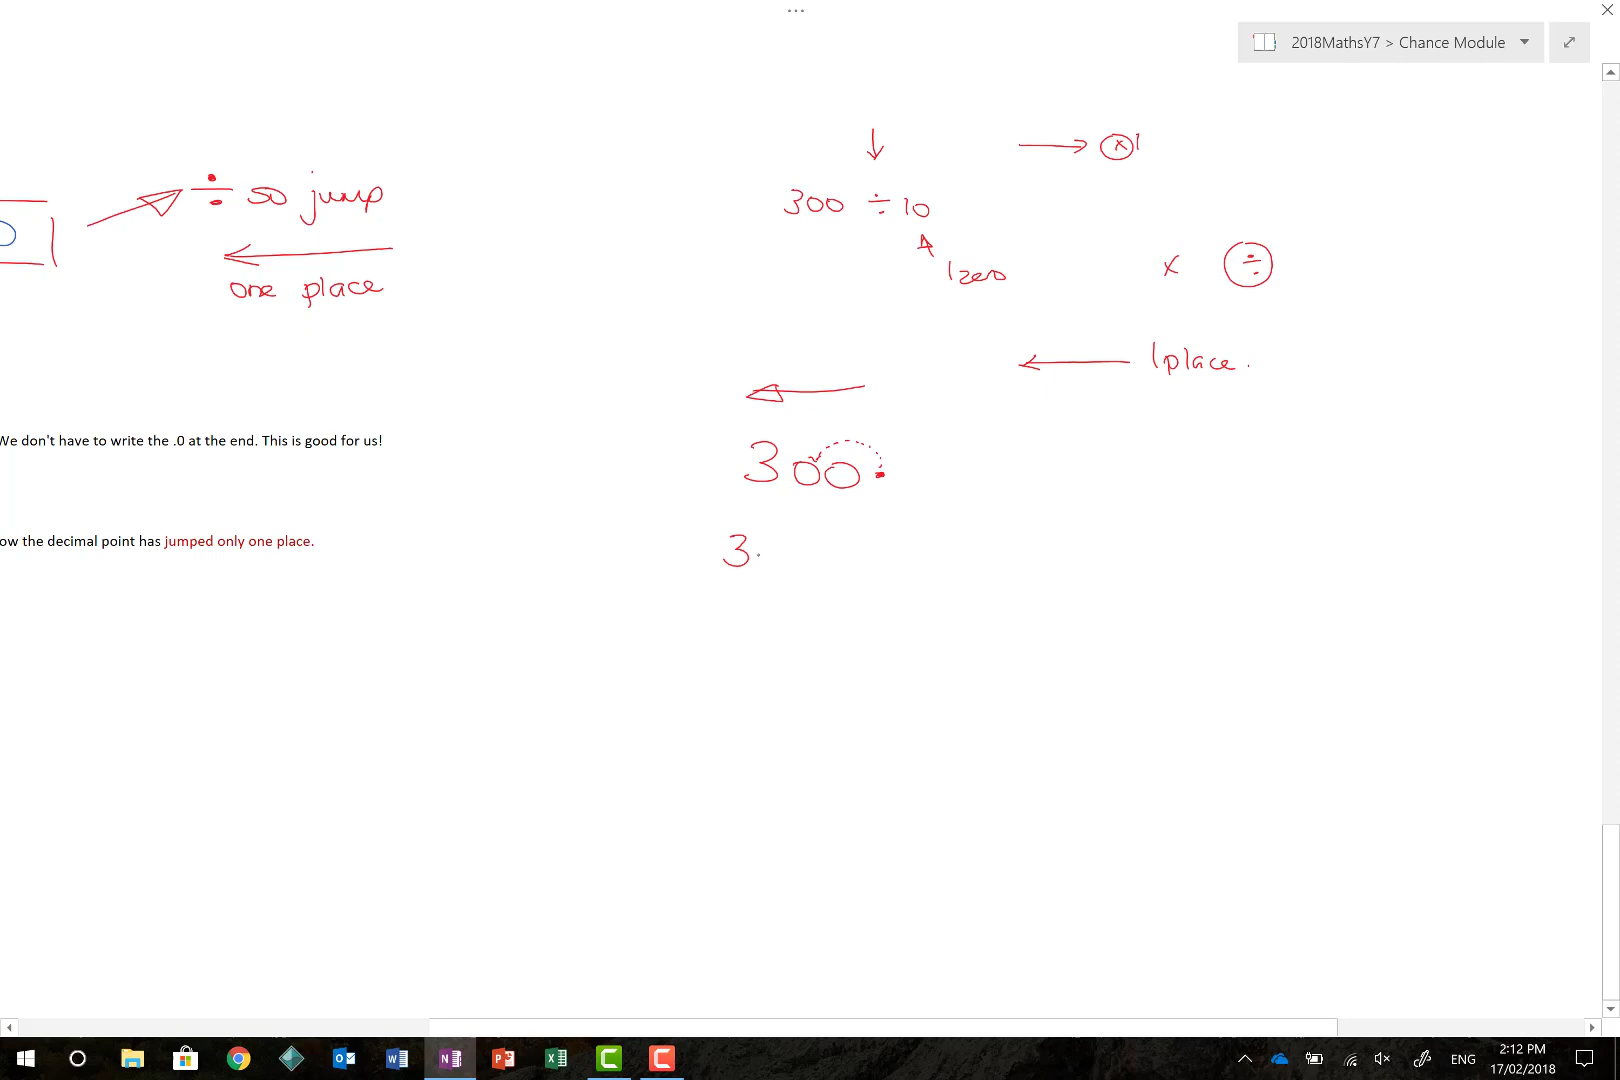 2018MathsY7 > Chance Module
→ ×
÷ so jump
300 ÷ 10
1 zero
× ÷
one place
1 place.
We don't have to write the .0 at the end. This is good for us!
300.
ow the decimal point has jumped only one place.
3.
ENG
2:12 PM
17/02/2018